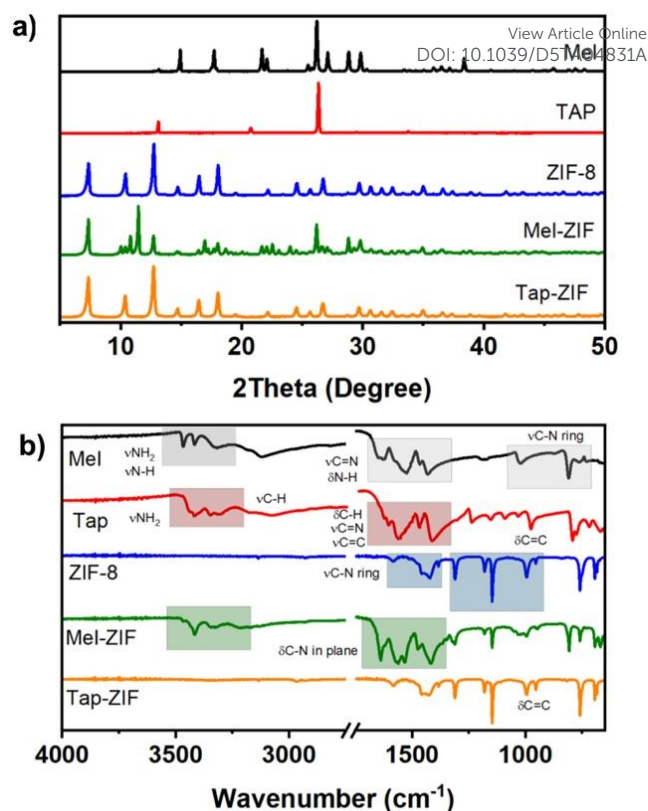 a)
View Article Online
DOI: 10.1039/D5TA04831A
Mel
TAP
ZIF-8
Mel-ZIF
Tap-ZIF
10 20 30 40 50
2Theta (Degree)
b)
νC-N ring
Mel
νNH2
νN-H
νC=N
δN-H
νC-H
Tap
νNH2
δC-H
νC=N
νC=C
δC=C
ZIF-8
νC-N ring
Mel-ZIF
δC-N in plane
Tap-ZIF
δC=C
4000 3500 3000 1500 1000
Wavenumber (cm-1)